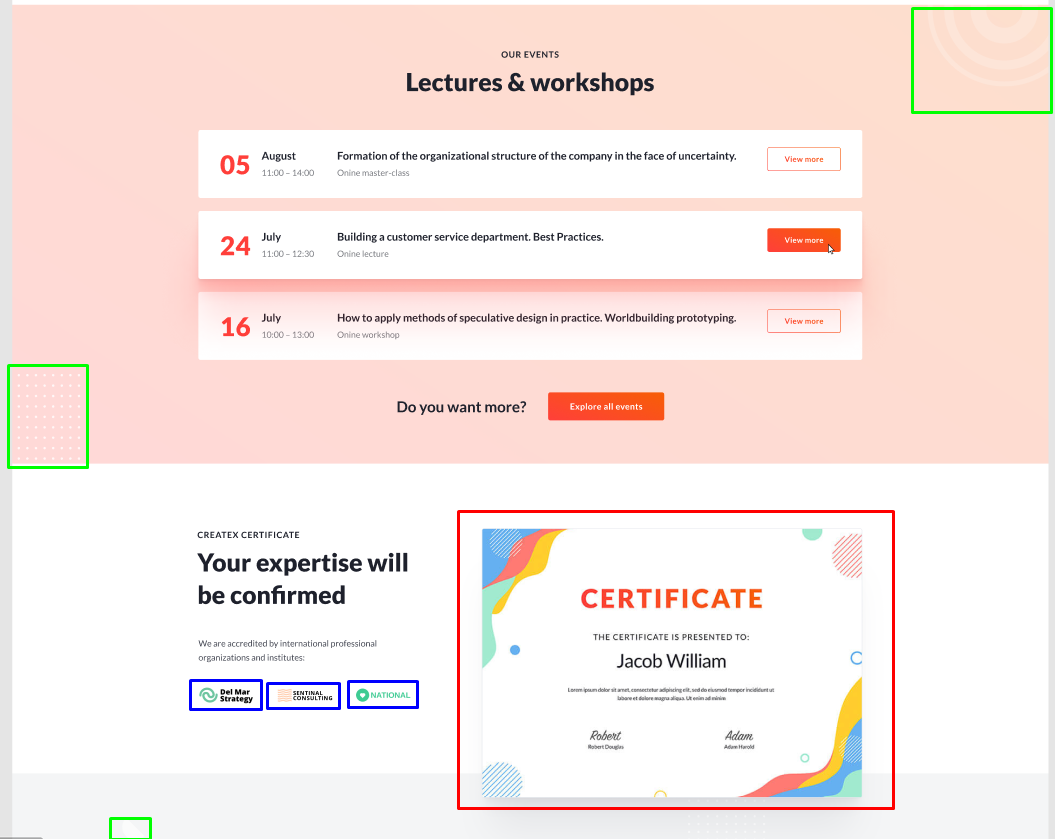 OUR EVENTS
Lectures & workshops
05
August
11:00 – 14:00
Formation of the organizational structure of the company in the face of uncertainty.
Onine master-class
View more
24
July
11:00 – 12:30
Building a customer service department. Best Practices.
Onine lecture
View more
16
July
10:00 – 13:00
How to apply methods of speculative design in practice. Worldbuilding prototyping.
Onine workshop
View more
Do you want more?
Explore all events
CREATEX CERTIFICATE
Your expertise will
be confirmed
We are accredited by international professional
organizations and institutes:
Del Mar
Strategy
SENTINAL
CONSULTING
NATIONAL
CERTIFICATE
THE CERTIFICATE IS PRESENTED TO:
Jacob William
Lorem ipsum dolor sit amet, consectetur adipiscing elit, sed do eiusmod tempor incididunt ut
labore et dolore magna aliqua. Ut enim ad minim
Robert
Robert Douglas
Adam
Adam Harold